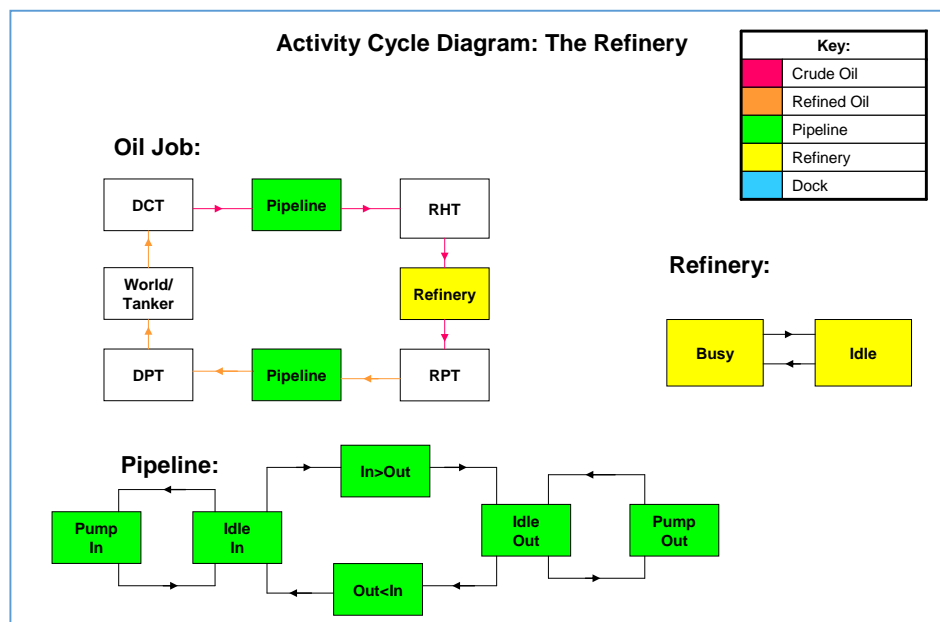 Activity Cycle Diagram: The Refinery
Key:
Crude Oil
Refined Oil
Pipeline
Refinery
Dock
Oil Job:
DCT
Pipeline
RHT
World/
Tanker
Refinery
DPT
Pipeline
RPT
Refinery:
Busy
Idle
Pipeline:
In>Out
Pump
In
Idle
In
Idle
Out
Pump
Out
Out<In